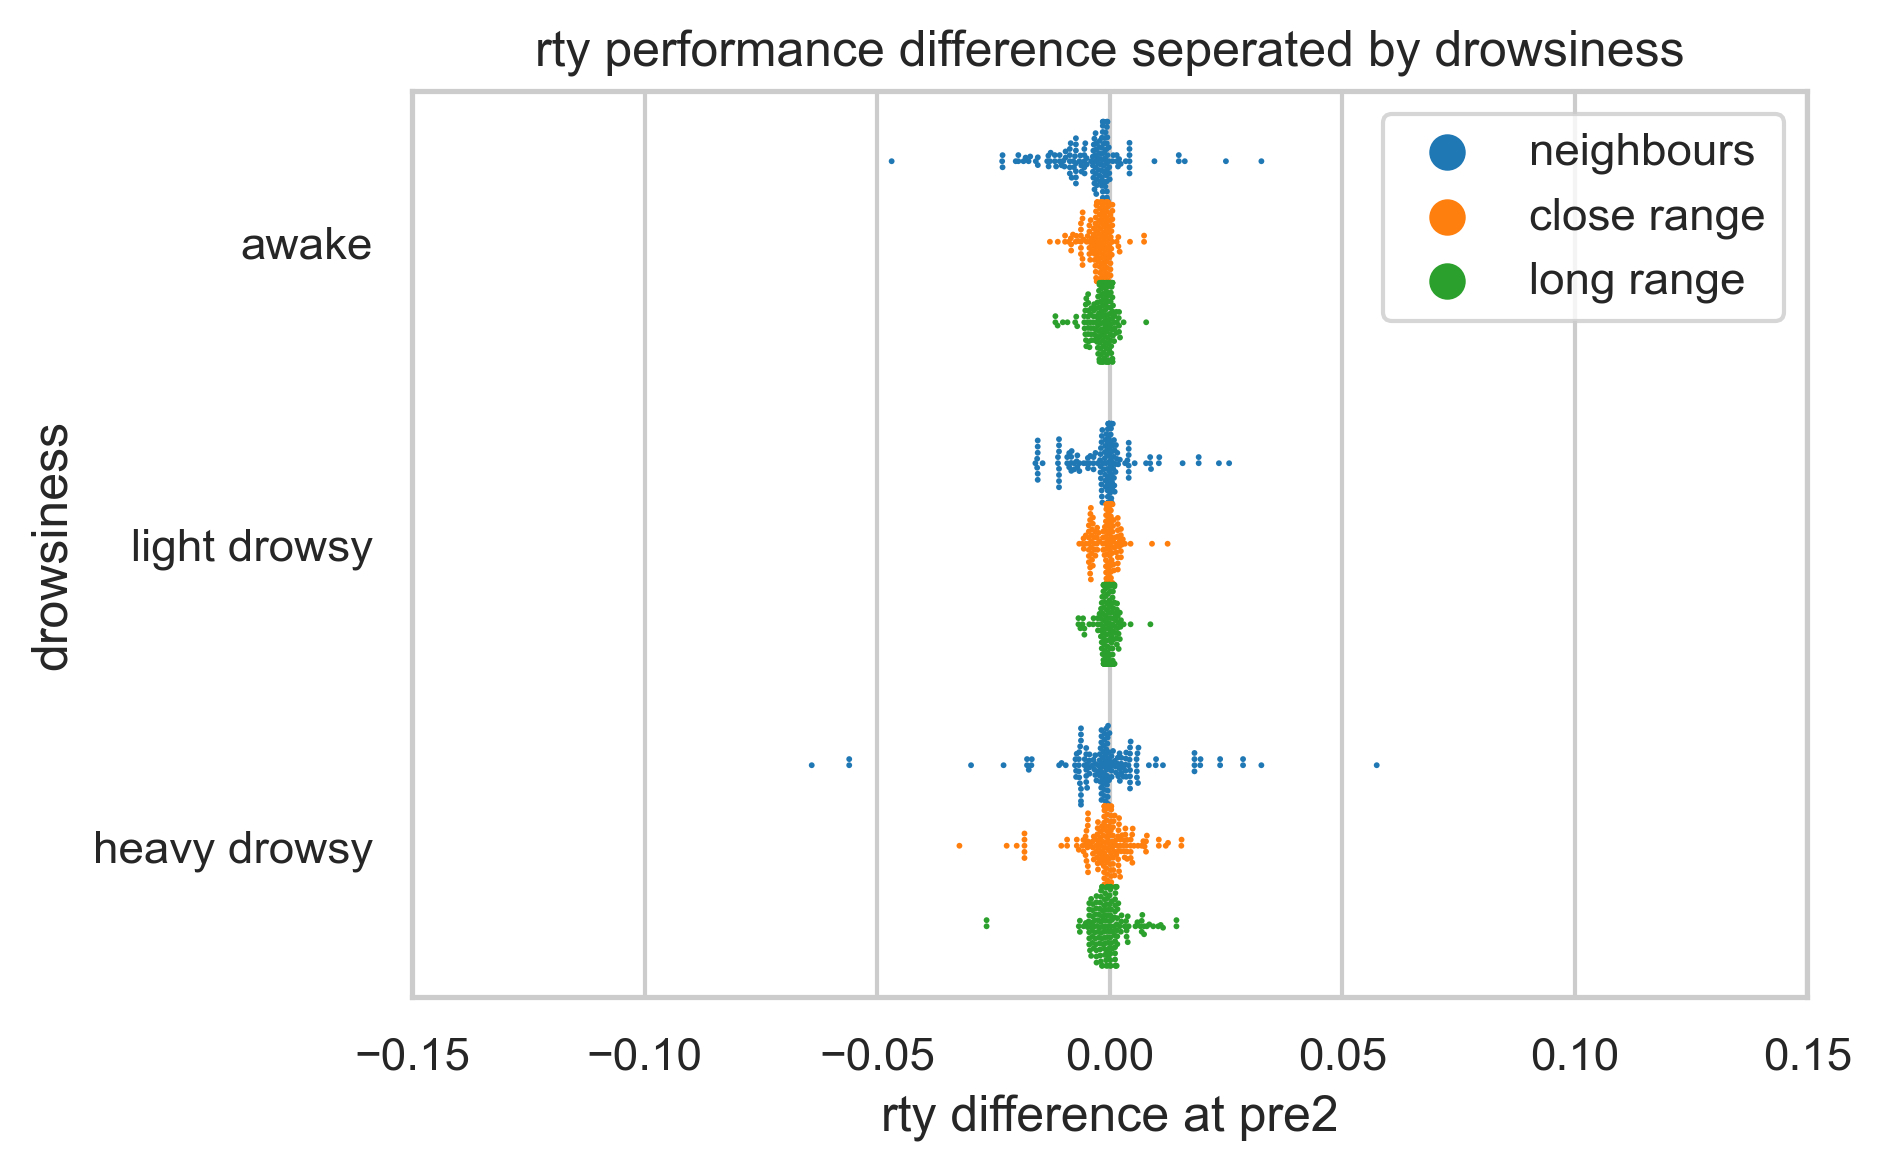 rty performance difference seperated by drowsiness
neighbours
close range
long range
awake
light drowsy
heavy drowsy
drowsiness
−0.15 −0.10 −0.05 0.00 0.05 0.10 0.15
rty difference at pre2